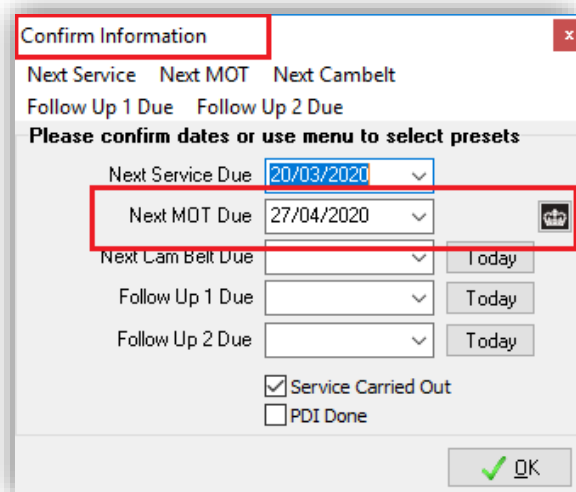 Confirm Information x
Next Service Next MOT Next Cambelt
Follow Up 1 Due Follow Up 2 Due
Please confirm dates or use menu to select presets
Next Service Due 20/03/2020
Next MOT Due 27/04/2020
Next Cam Belt Due Today
Follow Up 1 Due Today
Follow Up 2 Due Today
Service Carried Out
PDI Done
OK